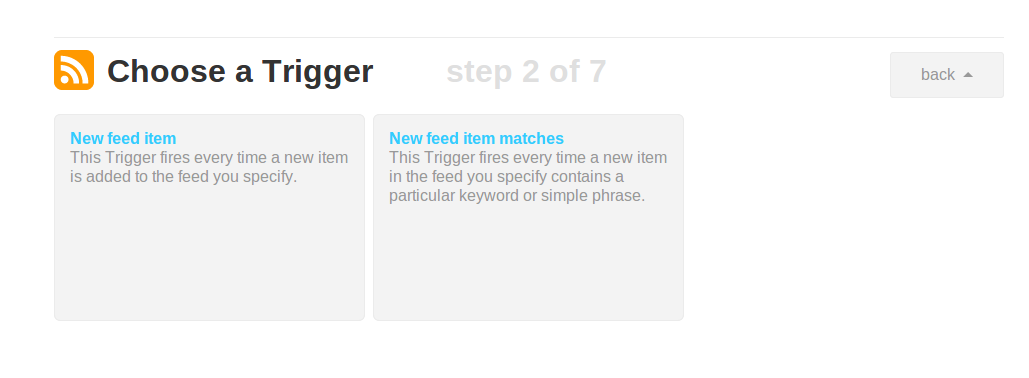 Choose a Trigger step 2 of 7
back
New feed item
This Trigger fires every time a new item
is added to the feed you specify.
New feed item matches
This Trigger fires every time a new item
in the feed you specify contains a
particular keyword or simple phrase.